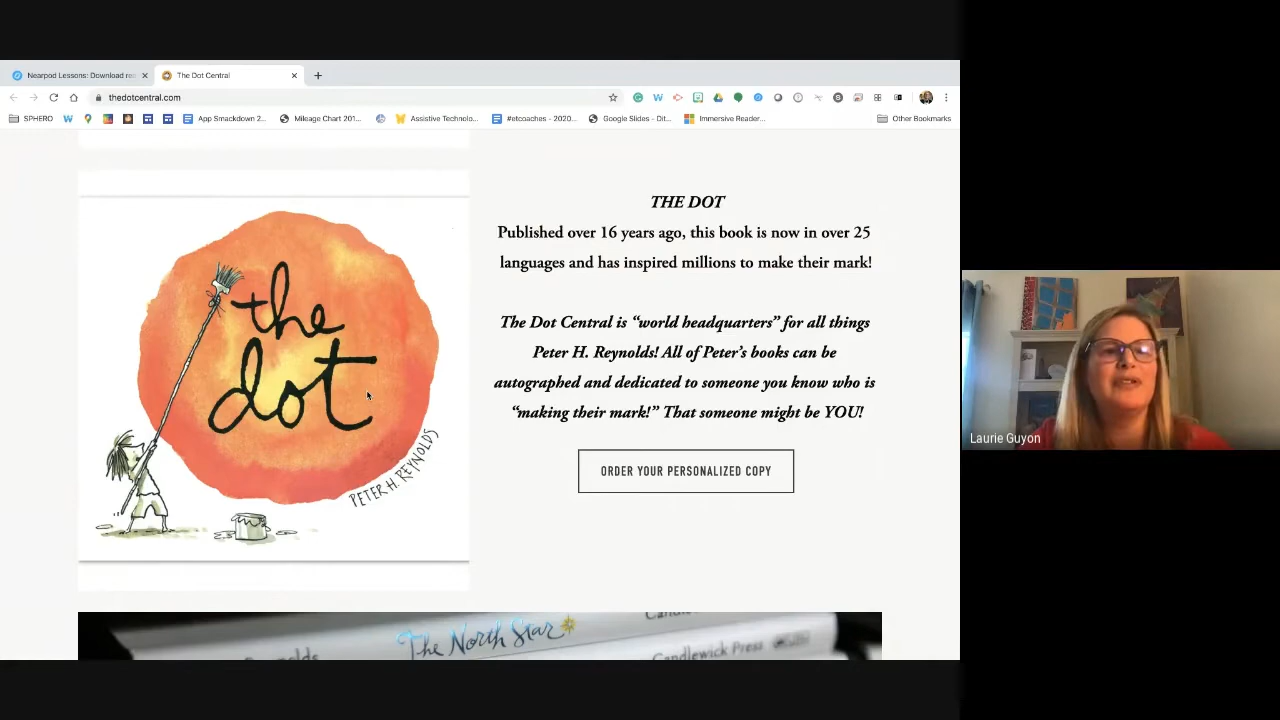 Nearpod Lessons: Download rea
The Dot Central
thedotcentral.com
SPHERO
App Smackdown 2...
Mileage Chart 201...
Assistive Technolo...
#etcoaches - 2020...
Google Slides - Dit...
Immersive Reader...
Other Bookmarks
the
dot
PETER H. REYNOLDS
THE DOT
Published over 16 years ago, this book is now in over 25
languages and has inspired millions to make their mark!
The Dot Central is “world headquarters” for all things
Peter H. Reynolds! All of Peter’s books can be
autographed and dedicated to someone you know who is
“making their mark!” That someone might be YOU!
ORDER YOUR PERSONALIZED COPY
Laurie Guyon
The North Star
Reynolds
Candlewick Press